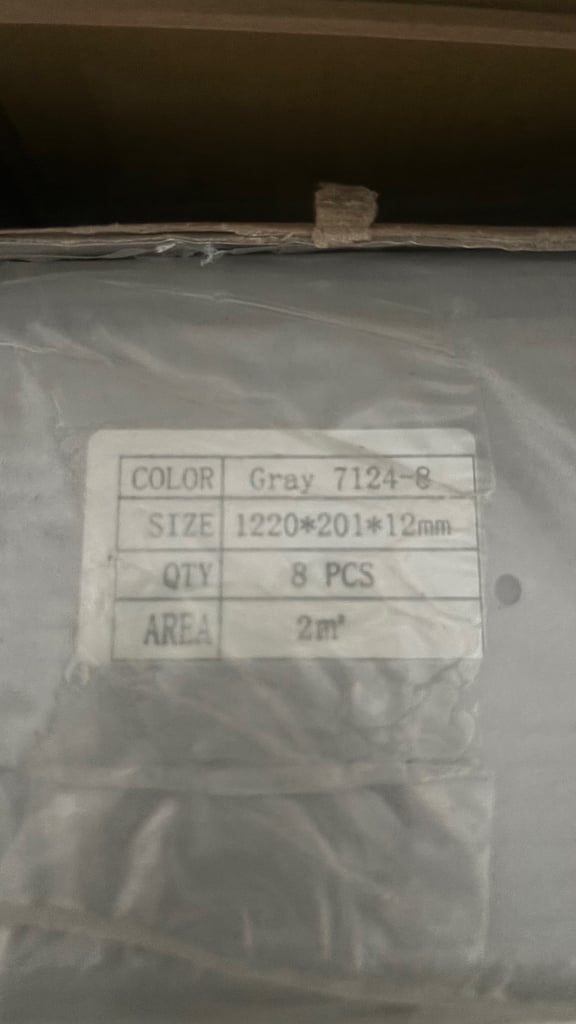 COLOR Gray 7124-8
SIZE 1220*201*12mm
QTY 8 PCS
AREA 2m²